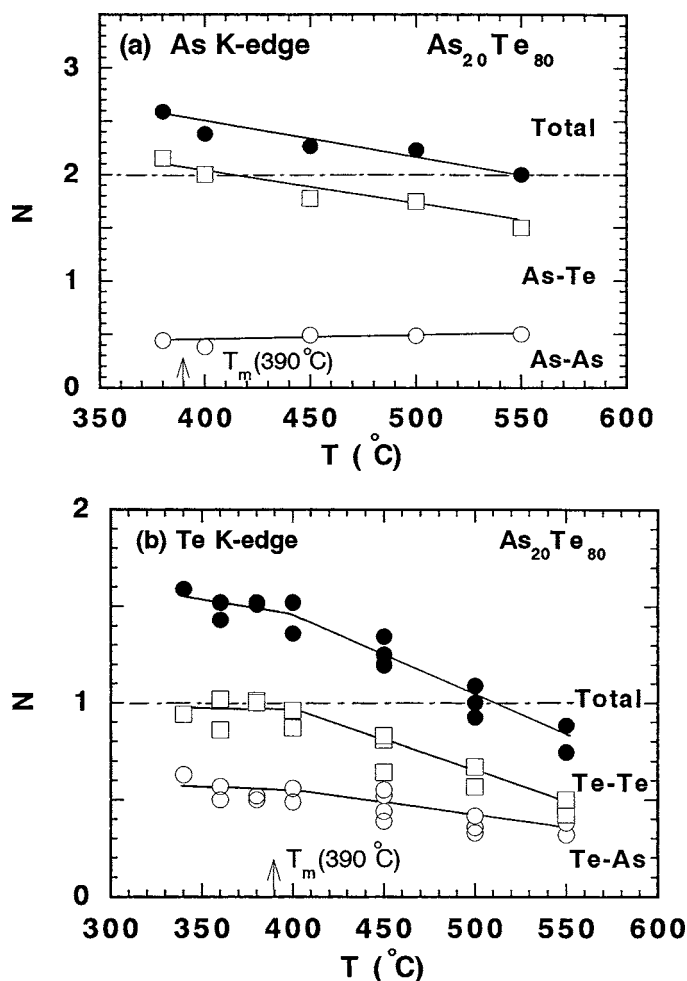 (a) As K-edge As₂₀Te₈₀
3
Total
2
N
As-Te
1
As-As
Tₘ(390°C)
0
350 400 450 500 550 600
T (°C)
2
(b) Te K-edge As₂₀Te₈₀
N
1
Total
Te-Te
Te-As
Tₘ(390°C)
0
300 350 400 450 500 550 600
T (°C)